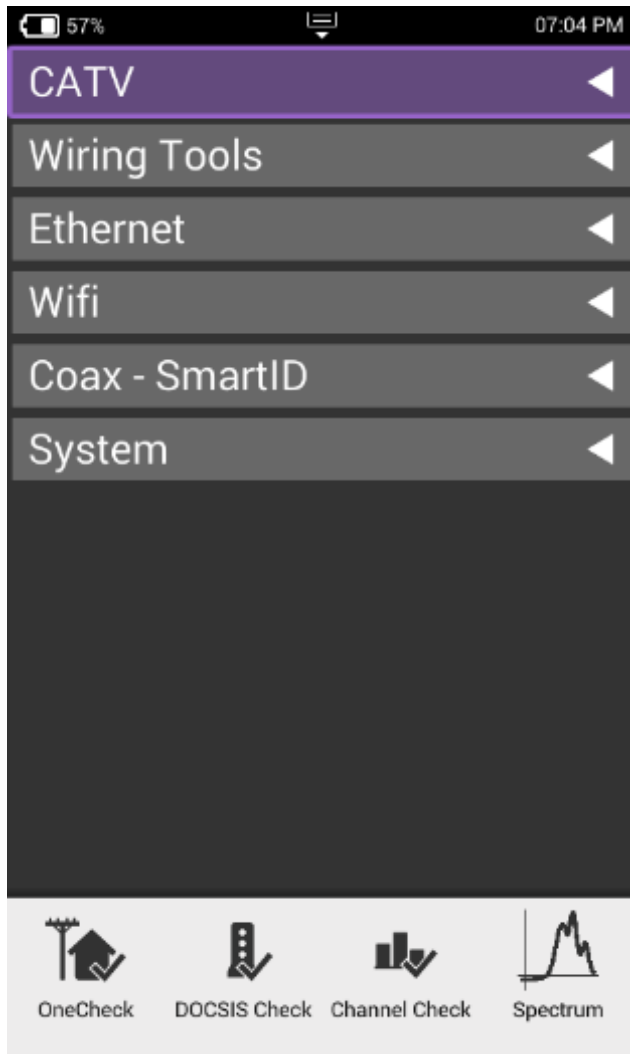 57% 07:04 PM
CATV
Wiring Tools
Ethernet
Wifi
Coax - SmartID
System
OneCheck DOCSIS Check Channel Check Spectrum